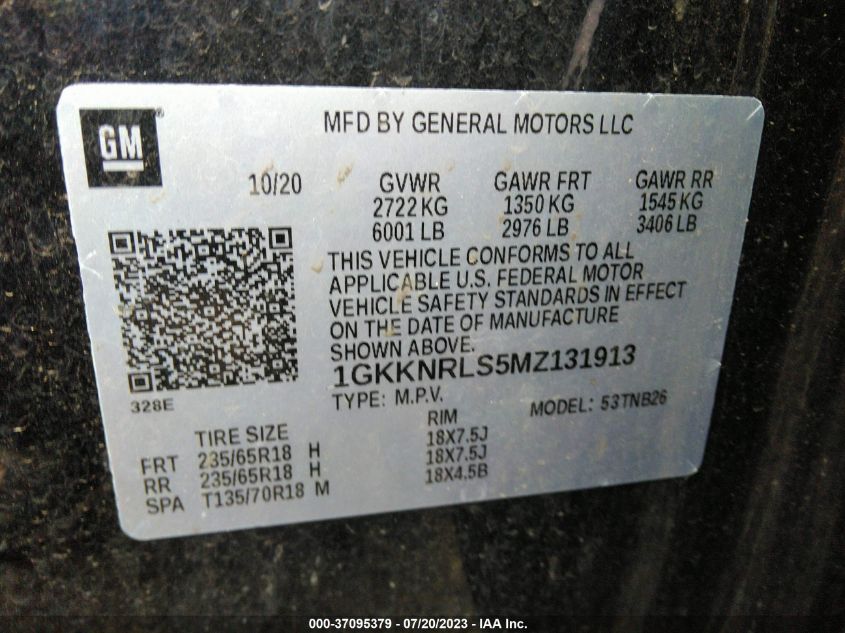 GM
MFD BY GENERAL MOTORS LLC
10/20 GVWR GAWR FRT GAWR RR
2722 KG 1350 KG 1545 KG
6001 LB 2976 LB 3406 LB
THIS VEHICLE CONFORMS TO ALL
APPLICABLE U.S. FEDERAL MOTOR
VEHICLE SAFETY STANDARDS IN EFFECT
ON THE DATE OF MANUFACTURE
SHOWN ABOVE.
1GKKNRLS5MZ131913
328E
TYPE: M.P.V. MODEL: 53TNB26
TIRE SIZE RIM
FRT 235/65R18 H 18X7.5J
RR 235/65R18 H 18X7.5J
SPA T135/70R18 M 18X4.5B
000-37095379 / 07/20/2023 / IAA Inc.